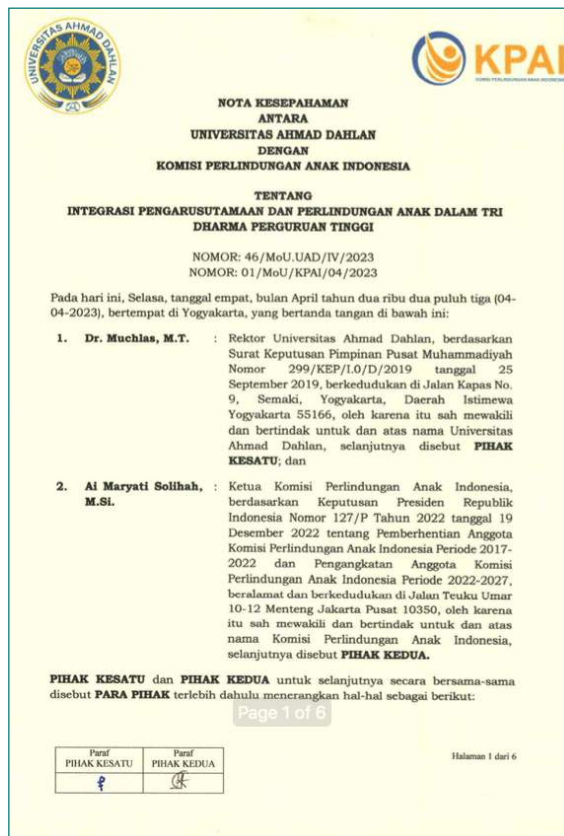 UNIVERSITAS AHMAD DAHLAN
KPAI
KOMISI PERLINDUNGAN ANAK INDONESIA
NOTA KESEPAHAMAN
ANTARA
UNIVERSITAS AHMAD DAHLAN
DENGAN
KOMISI PERLINDUNGAN ANAK INDONESIA
TENTANG
INTEGRASI PENGARUSUTAMAAN DAN PERLINDUNGAN ANAK DALAM TRI
DHARMA PERGURUAN TINGGI
NOMOR: 46/MoU.UAD/IV/2023
NOMOR: 01/MoU/KPAI/04/2023
Pada hari ini, Selasa, tanggal empat, bulan April tahun dua ribu dua puluh tiga (04-
04-2023), bertempat di Yogyakarta, yang bertanda tangan di bawah ini:
1. Dr. Muchlas, M.T. : Rektor Universitas Ahmad Dahlan, berdasarkan
Surat Keputusan Pimpinan Pusat Muhammadiyah
Nomor 299/KEP/I.0/D/2019 tanggal 25
September 2019, berkedudukan di Jalan Kapas No.
9, Semaki, Yogyakarta, Daerah Istimewa
Yogyakarta 55166, oleh karena itu sah mewakili
dan bertindak untuk dan atas nama Universitas
Ahmad Dahlan, selanjutnya disebut PIHAK
KESATU; dan
2. Ai Maryati Solihah, : Ketua Komisi Perlindungan Anak Indonesia,
M.Si. berdasarkan Keputusan Presiden Republik
Indonesia Nomor 127/P Tahun 2022 tanggal 19
Desember 2022 tentang Pemberhentian Anggota
Komisi Perlindungan Anak Indonesia Periode 2017-
2022 dan Pengangkatan Anggota Komisi
Perlindungan Anak Indonesia Periode 2022-2027,
beralamat dan berkedudukan di Jalan Teuku Umar
10-12 Menteng Jakarta Pusat 10350, oleh karena
itu sah mewakili dan bertindak untuk dan atas
nama Komisi Perlindungan Anak Indonesia,
selanjutnya disebut PIHAK KEDUA.
PIHAK KESATU dan PIHAK KEDUA untuk selanjutnya secara bersama-sama
disebut PARA PIHAK terlebih dahulu menerangkan hal-hal sebagai berikut:
Page 1 of 6
Paraf Paraf
PIHAK KESATU PIHAK KEDUA
Halaman 1 dari 6